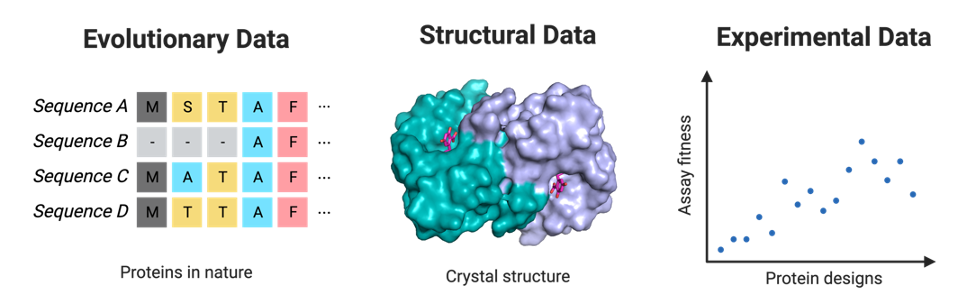 Evolutionary Data
Sequence A M S T A F ...
Sequence B - - - A F ...
Sequence C M A T A F ...
Sequence D M T T A F ...
Proteins in nature
Structural Data
Crystal structure
Experimental Data
Assay fitness
Protein designs